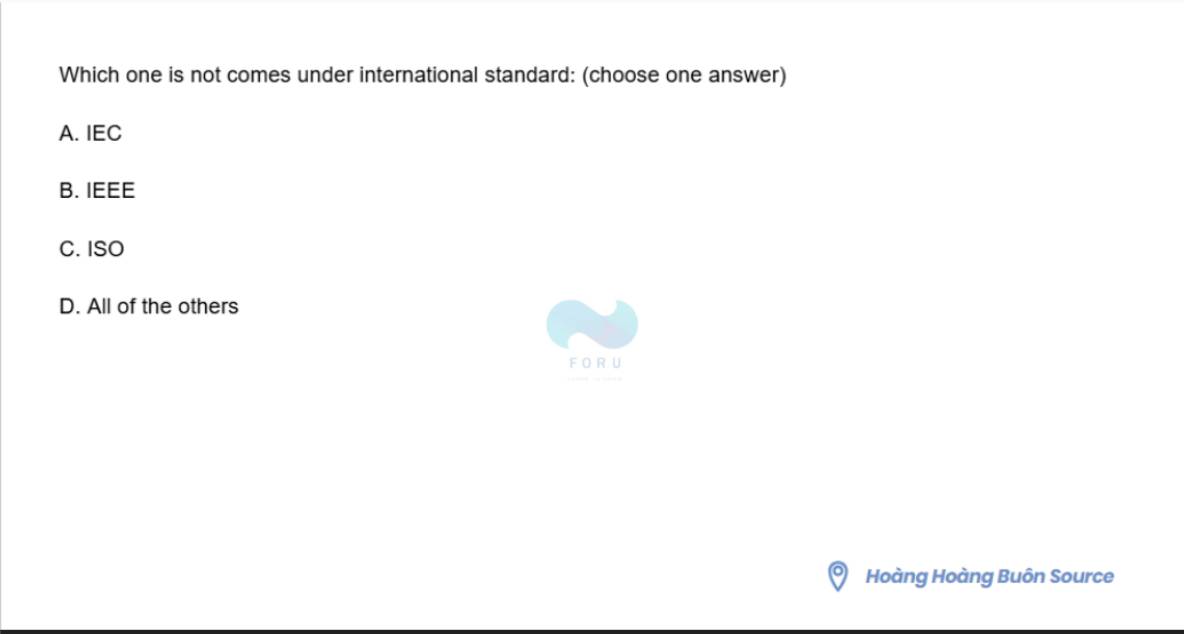 Which one is not comes under international standard: (choose one answer)
A. IEC
B. IEEE
C. ISO
D. All of the others
FORU
Hoàng Hoàng Buôn Source